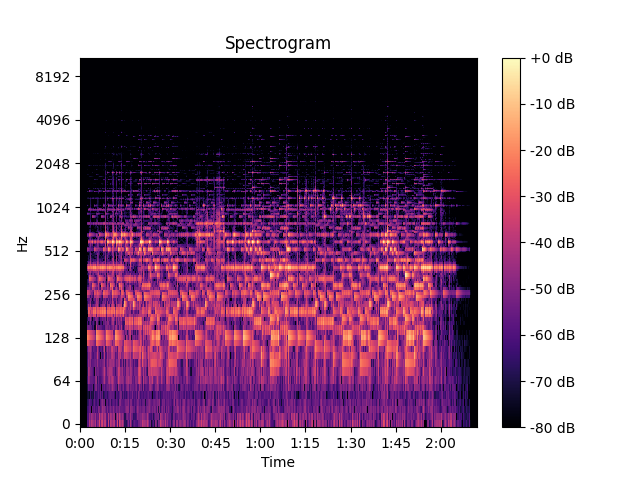 Spectrogram
Hz
8192
4096
2048
1024
512
256
128
64
0
0:00 0:15 0:30 0:45 1:00 1:15 1:30 1:45 2:00
Time
+0 dB
-10 dB
-20 dB
-30 dB
-40 dB
-50 dB
-60 dB
-70 dB
-80 dB